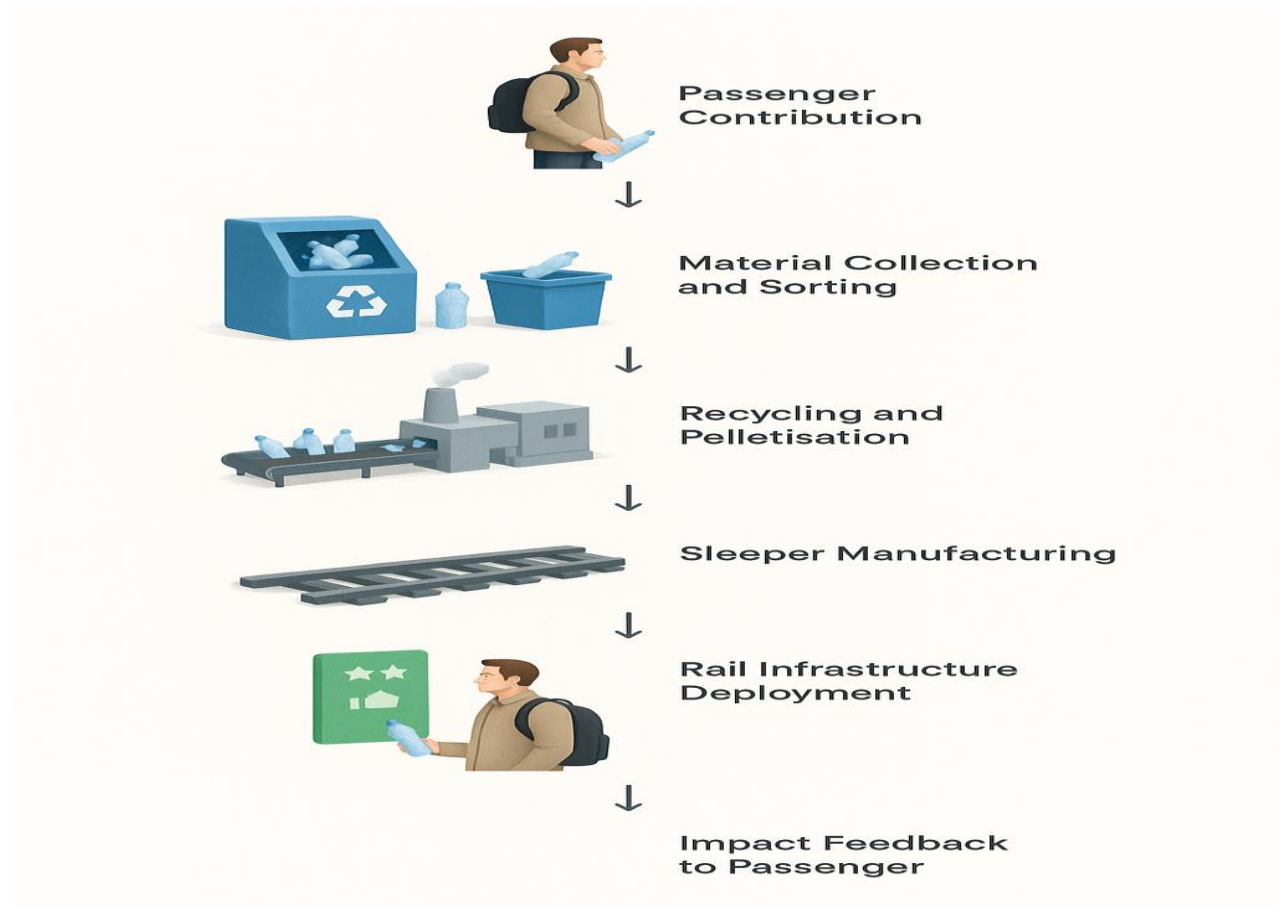 Passenger
Contribution
Material Collection
and Sorting
Recycling and
Pelletisation
Sleeper Manufacturing
Rail Infrastructure
Deployment
Impact Feedback
to Passenger